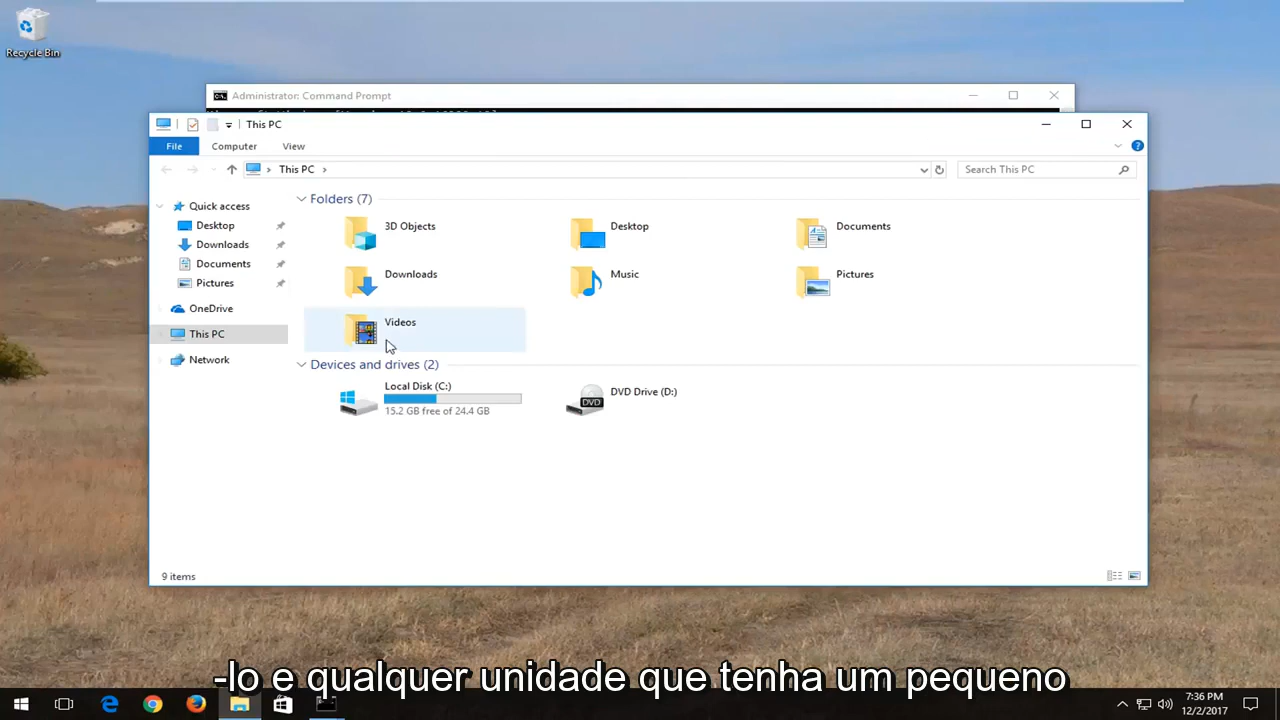 Recycle Bin
Administrator: Command Prompt
This PC
File Computer View
This PC
Search This PC
Quick access
Desktop
Downloads
Documents
Pictures
OneDrive
This PC
Network
Folders (7)
3D Objects
Desktop
Documents
Downloads
Music
Pictures
Videos
Devices and drives (2)
Local Disk (C:)
15.2 GB free of 24.4 GB
DVD
DVD Drive (D:)
9 items
-lo e qualquer unidade que tenha um pequeno
7:36 PM
12/2/2017